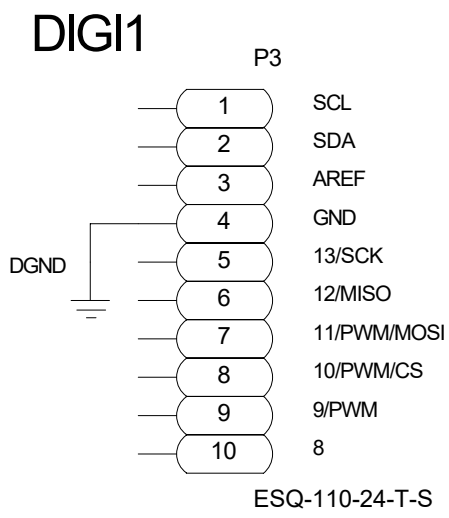 DIGI1
P3
1 SCL
2 SDA
3 AREF
4 GND
DGND
5 13/SCK
6 12/MISO
7 11/PWM/MOSI
8 10/PWM/CS
9 9/PWM
10 8
ESQ-110-24-T-S